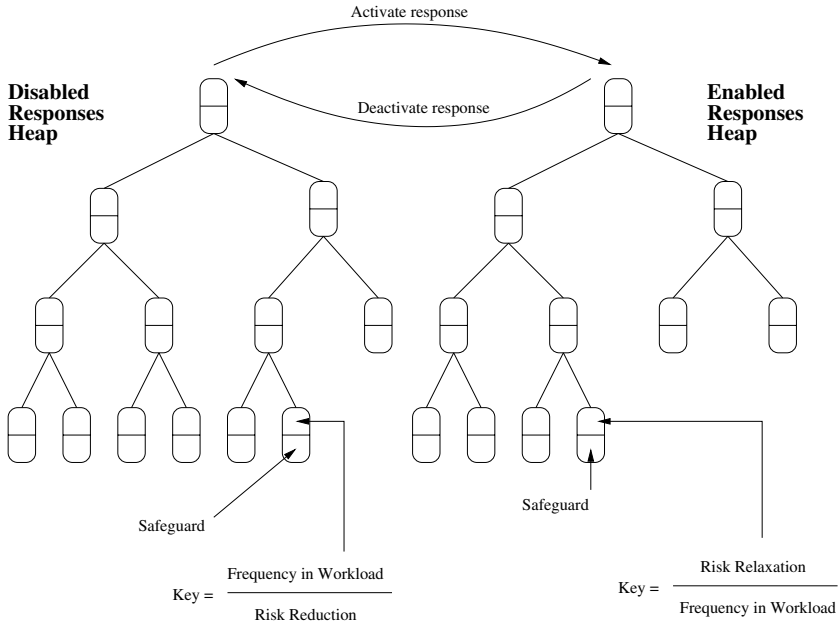 Activate response
Disabled
Responses
Heap
Deactivate response
Enabled
Responses
Heap
Safeguard
Safeguard
Key = Frequency in Workload
Risk Reduction
Key = Risk Relaxation
Frequency in Workload